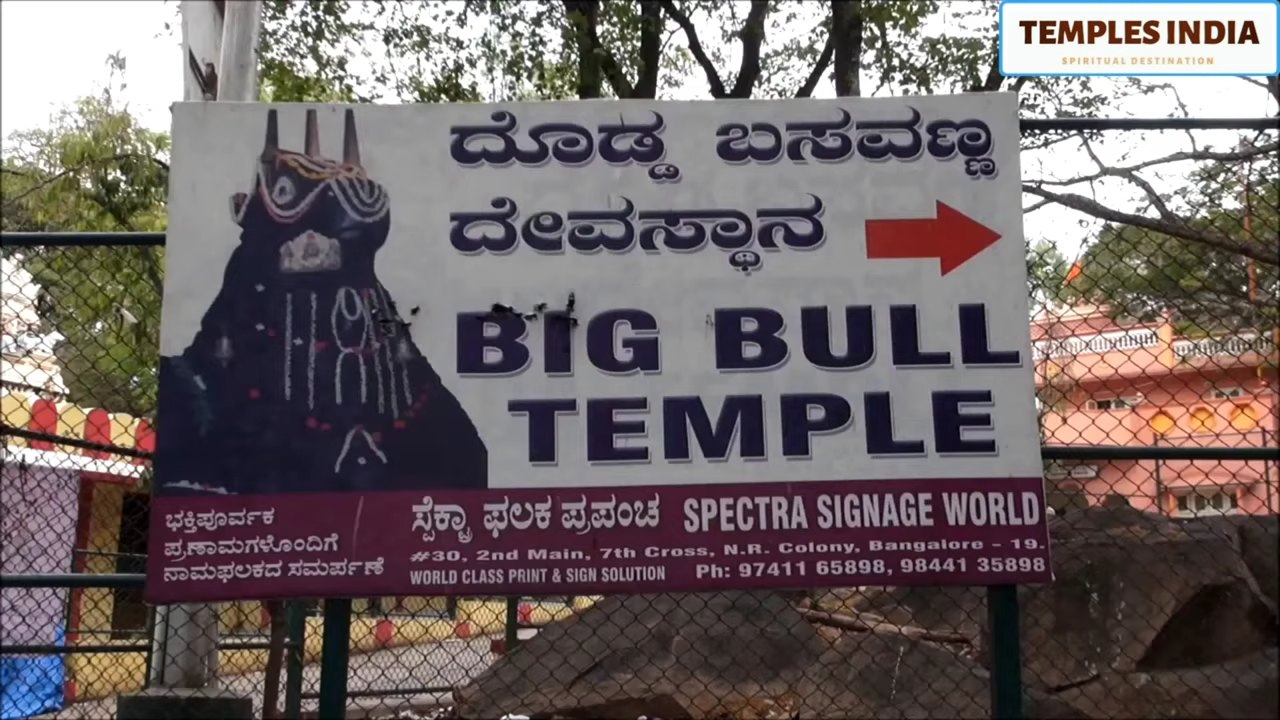 TEMPLES INDIA
SPIRITUAL DESTINATION
ದೊಡ್ಡ ಬಸವಣ್ಣ
ದೇವಸ್ಥಾನ
BIG BULL
TEMPLE
ಭಕ್ತಿಪೂರ್ವಕ
ಪ್ರಣಾಮಗಳೊಂದಿಗೆ
ನಾಮಫಲಕದ ಸಮರ್ಪಣೆ
ಸ್ಪೆಕ್ಟ್ರಾ ಫಲಕ ಪ್ರಪಂಚ SPECTRA SIGNAGE WORLD
#30, 2nd Main, 7th Cross, N.R. Colony, Bangalore - 19.
WORLD CLASS PRINT & SIGN SOLUTION Ph: 97411 65898, 98441 35898